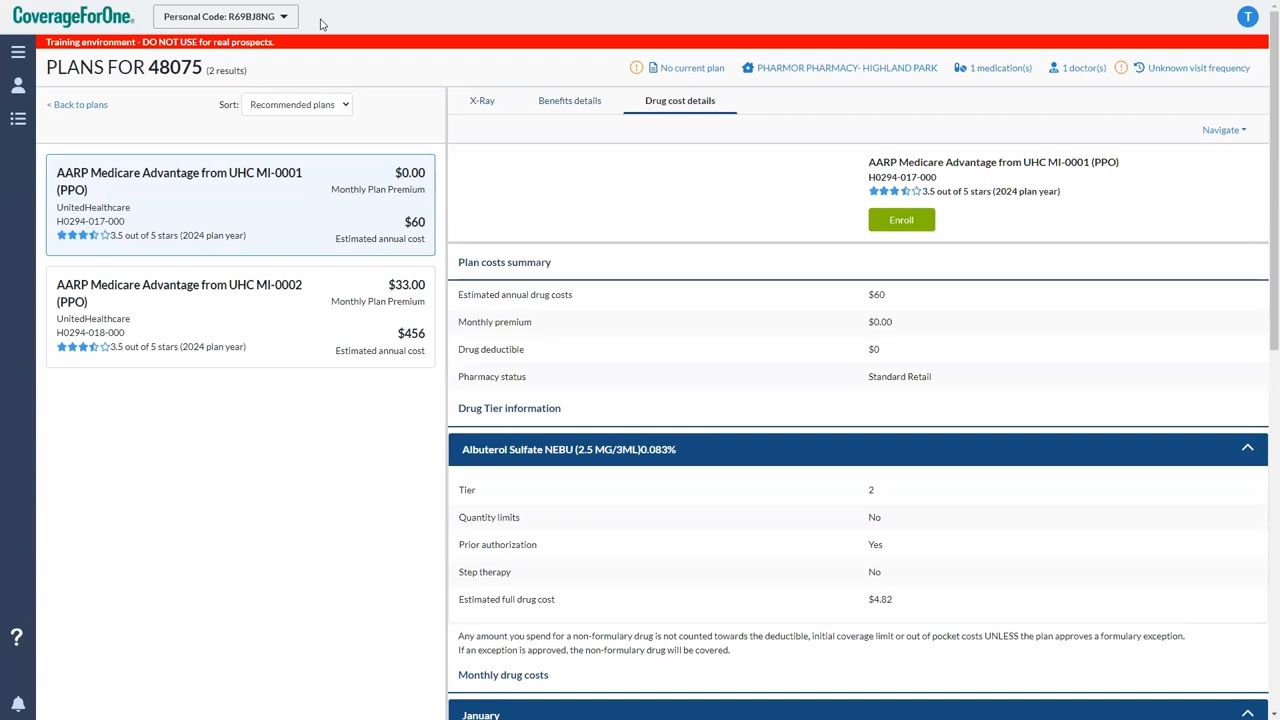 CoverageForOne.
Personal Code: R69BJ8NG
T
Training environment - DO NOT USE for real prospects.
PLANS FOR 48075 (2 results)
No current plan
PHARMOR PHARMACY- HIGHLAND PARK
1 medication(s)
1 doctor(s)
Unknown visit frequency
< Back to plans
Sort: Recommended plans
AARP Medicare Advantage from UHC MI-0001
(PPO)
UnitedHealthcare
H0294-017-000
3.5 out of 5 stars (2024 plan year)
$0.00
Monthly Plan Premium
$60
Estimated annual cost
AARP Medicare Advantage from UHC MI-0002
(PPO)
UnitedHealthcare
H0294-018-000
3.5 out of 5 stars (2024 plan year)
$33.00
Monthly Plan Premium
$456
Estimated annual cost
X-Ray
Benefits details
Drug cost details
Navigate
AARP Medicare Advantage from UHC MI-0001 (PPO)
H0294-017-000
3.5 out of 5 stars (2024 plan year)
Enroll
Plan costs summary
Estimated annual drug costs $60
Monthly premium $0.00
Drug deductible $0
Pharmacy status Standard Retail
Drug Tier information
Albuterol Sulfate NEBU (2.5 MG/3ML)0.083%
Tier 2
Quantity limits No
Prior authorization Yes
Step therapy No
Estimated full drug cost $4.82
Any amount you spend for a non-formulary drug is not counted towards the deductible, initial coverage limit or out of pocket costs UNLESS the plan approves a formulary exception.
If an exception is approved, the non-formulary drug will be covered.
Monthly drug costs
January
?